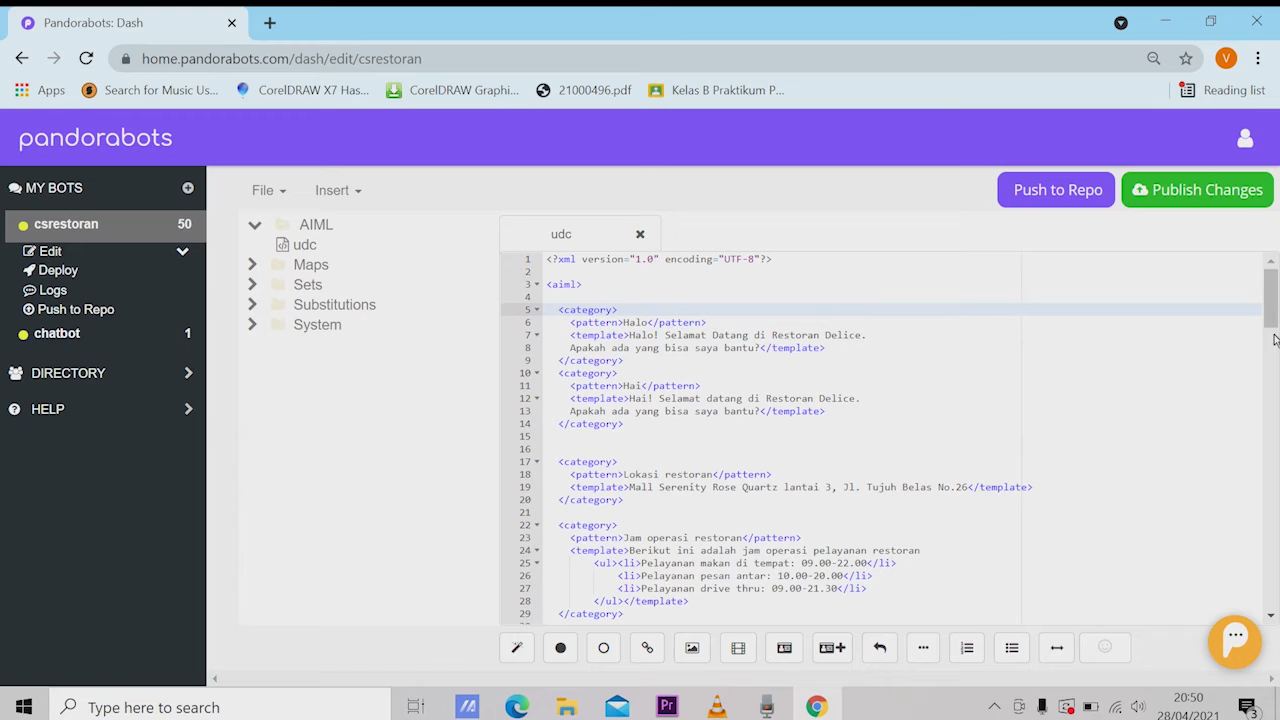 Pandorabots: Dash
home.pandorabots.com/dash/edit/csrestoran
V
Apps
Search for Music Us...
CorelDRAW X7 Has...
CorelDRAW Graphi...
21000496.pdf
Kelas B Praktikum P...
Reading list
pandorabots
MY BOTS
csrestoran 50
Edit
Deploy
Logs
Push to Repo
chatbot 1
DIRECTORY
HELP
File
Insert
Push to Repo
Publish Changes
AIML
udc
Maps
Sets
Substitutions
System
udc
1 <?xml version="1.0" encoding="UTF-8"?>
2
3 <aiml>
4
5 <category>
6 <pattern>Halo</pattern>
7 <template>Halo! Selamat Datang di Restoran Delice.
8 Apakah ada yang bisa saya bantu?</template>
9 </category>
10 <category>
11 <pattern>Hai</pattern>
12 <template>Hai! Selamat datang di Restoran Delice.
13 Apakah ada yang bisa saya bantu?</template>
14 </category>
15
16
17 <category>
18 <pattern>Lokasi restoran</pattern>
19 <template>Mall Serenity Rose Quartz lantai 3, Jl. Tujuh Belas No.26</template>
20 </category>
21
22 <category>
23 <pattern>Jam operasi restoran</pattern>
24 <template>Berikut ini adalah jam operasi pelayanan restoran
25 <ul><li>Pelayanan makan di tempat: 09.00-22.00</li>
26 <li>Pelayanan pesan antar: 10.00-20.00</li>
27 <li>Pelayanan drive thru: 09.00-21.30</li>
28 </ul></template>
29 </category>
Type here to search
Pr
20:50
28/04/2021
3